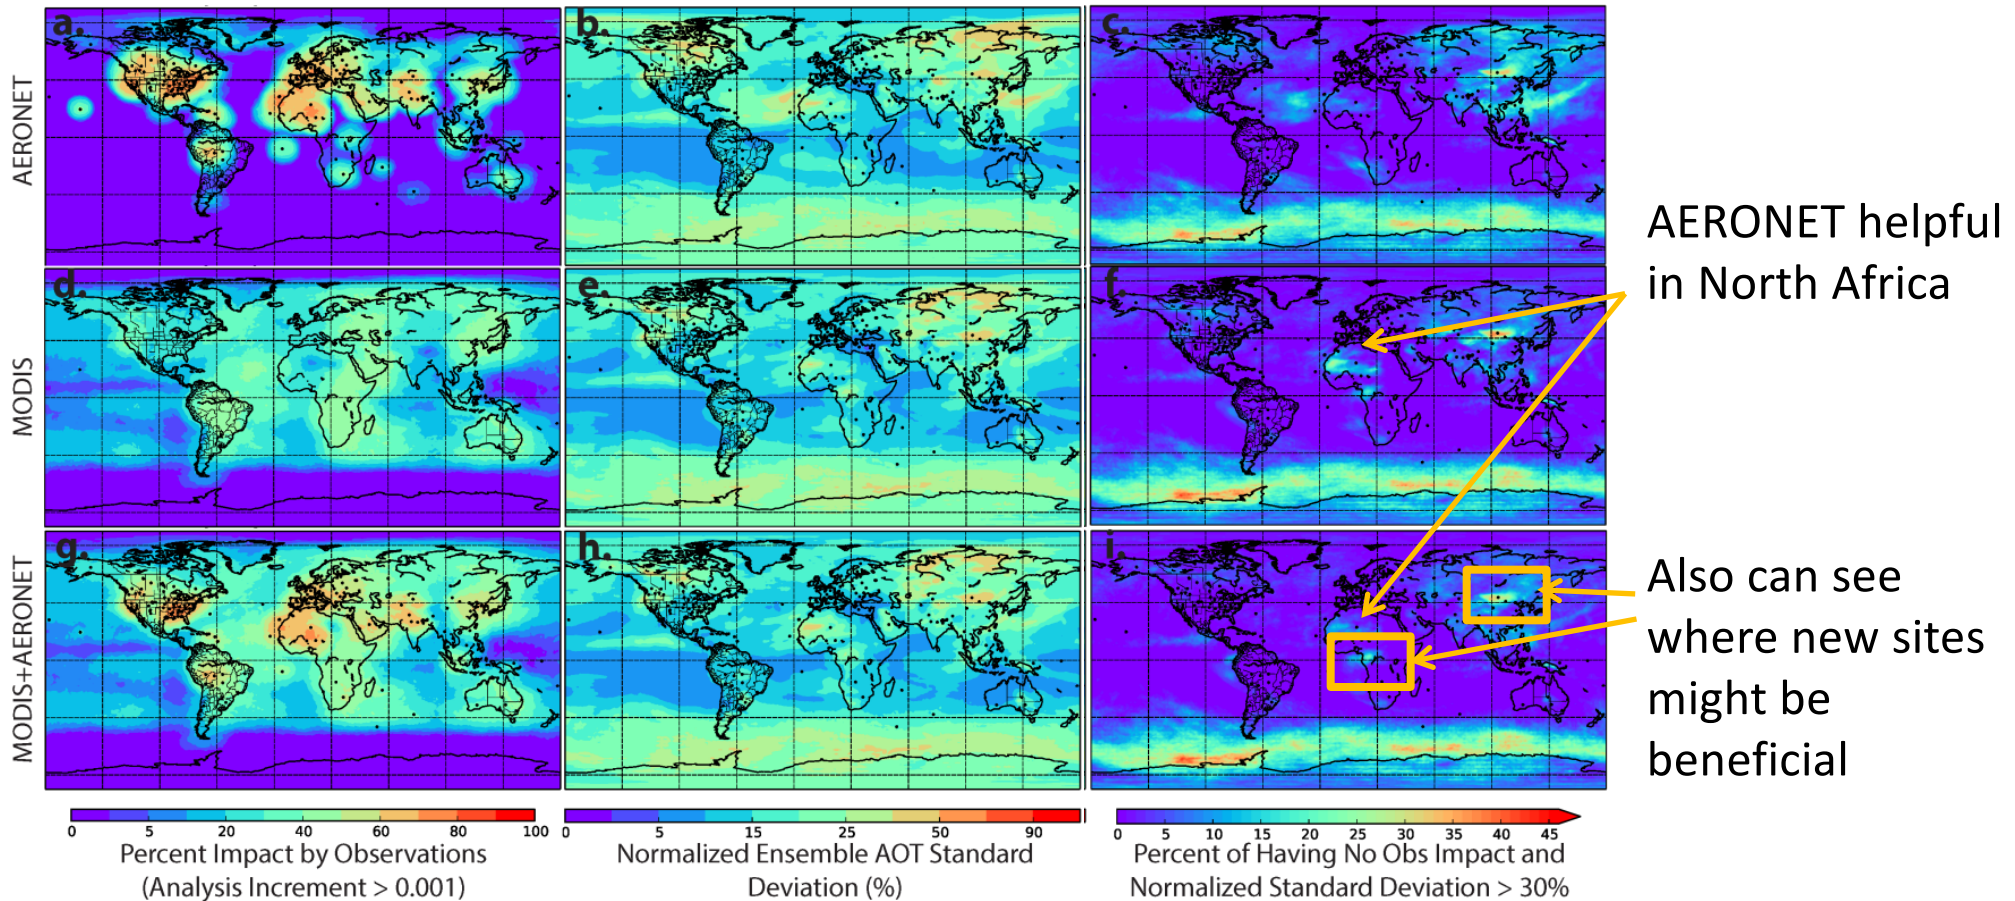 a.
b.
c.
AERONET
AERONET helpful
in North Africa
d.
e.
f.
MODIS
g.
h.
i.
MODIS+AERONET
Also can see
where new sites
might be
beneficial
0 5 20 40 60 80 100
Percent Impact by Observations
(Analysis Increment > 0.001)
0 5 15 25 50 90
Normalized Ensemble AOT Standard
Deviation (%)
0 5 10 15 20 25 30 35 40 45
Percent of Having No Obs Impact and
Normalized Standard Deviation > 30%